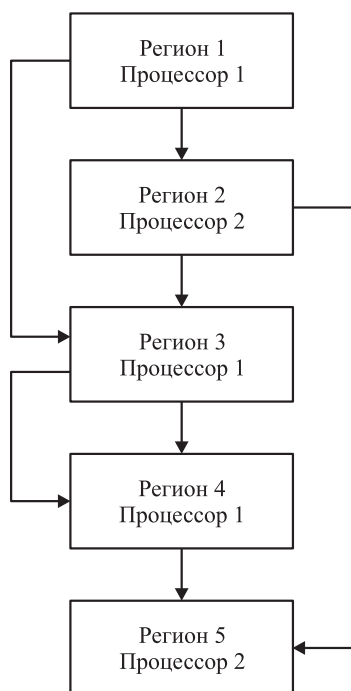 Регион 1
Процессор 1
Регион 2
Процессор 2
Регион 3
Процессор 1
Регион 4
Процессор 1
Регион 5
Процессор 2